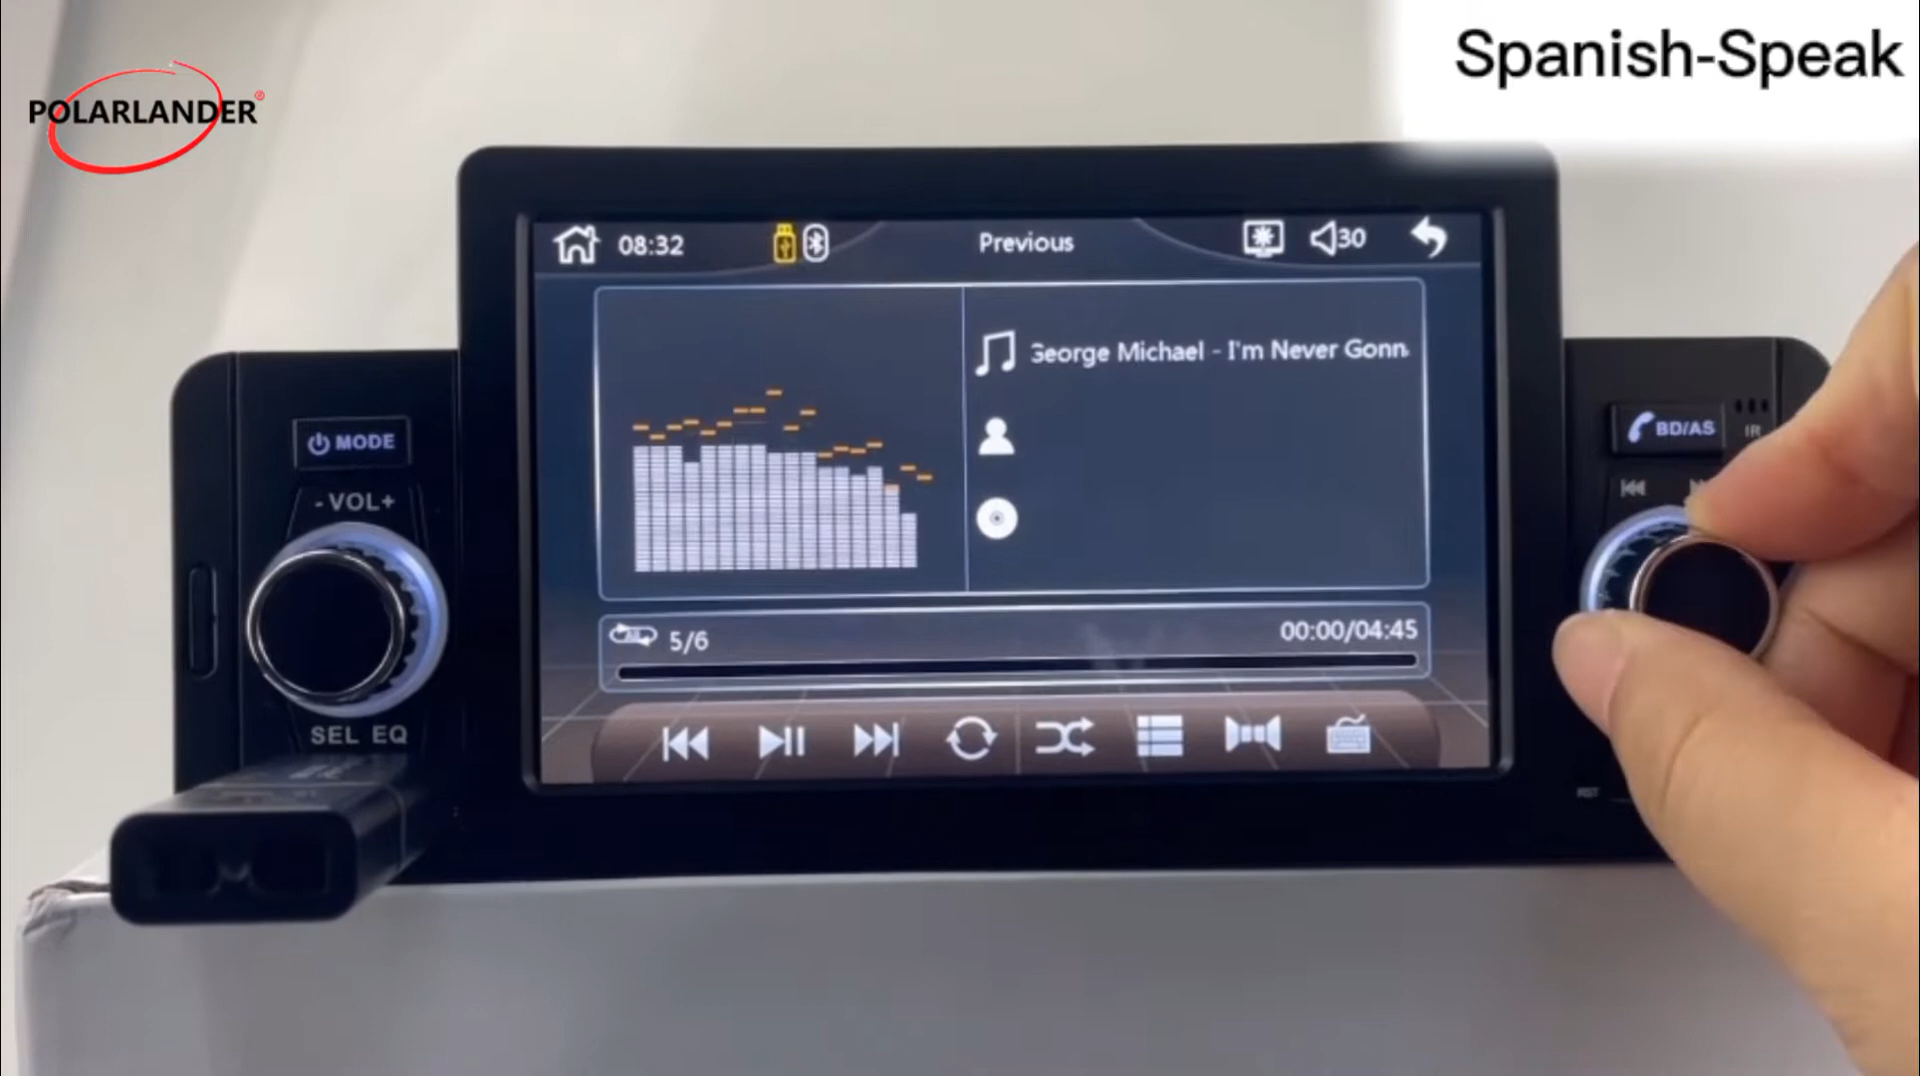 Spanish-Speak
POLARLANDER®
08:32
Previous
30
George Michael - I'm Never Gonn
MODE
- VOL+
SEL EQ
BD/AS
IR
5/6
00:00/04:45
RST